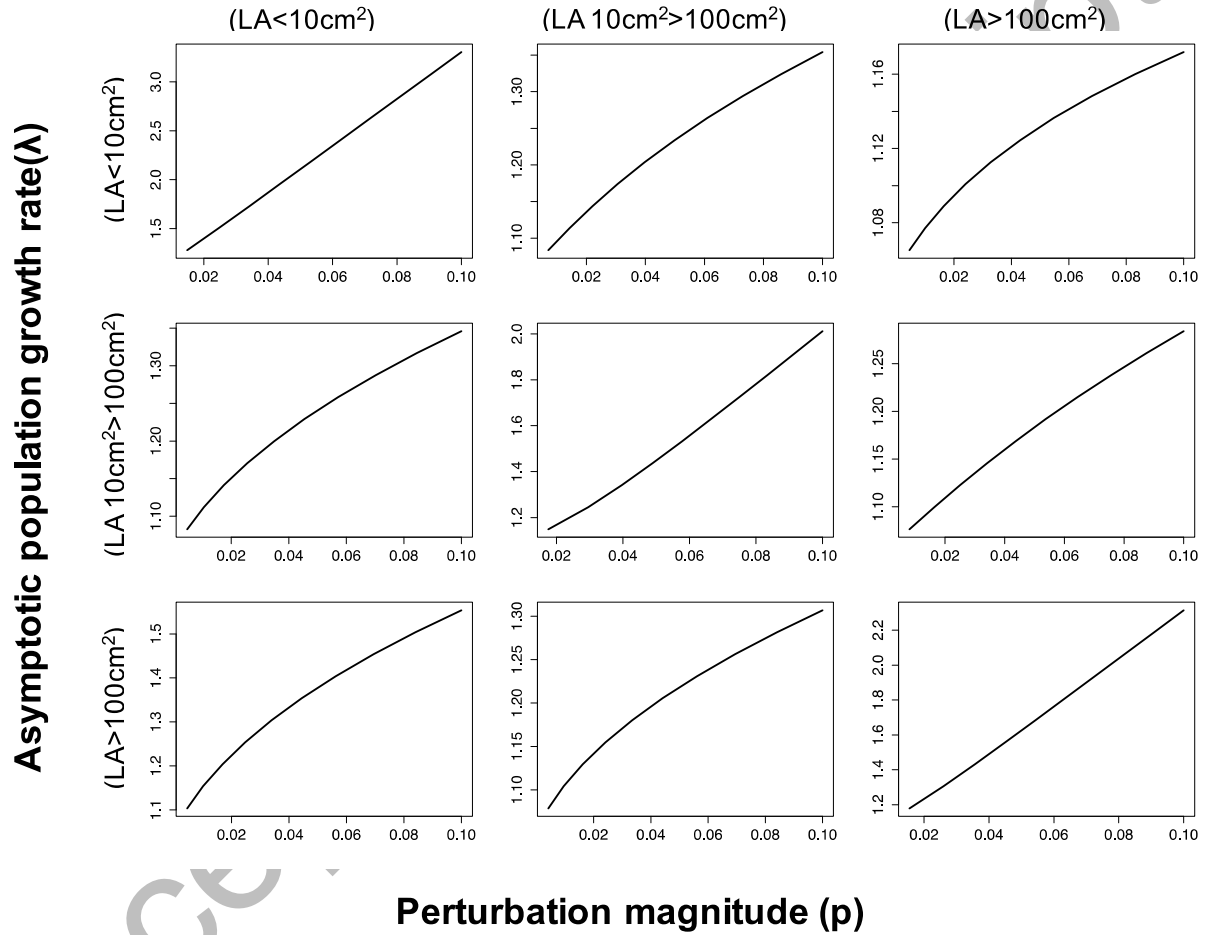 (LA<10cm²) (LA 10cm²>100cm²) (LA>100cm²)
Asymptotic population growth rate(λ)
(LA<10cm²)
3.0
2.5
2.0
1.5
0.02 0.04 0.06 0.08 0.10
1.30
1.20
1.10
0.02 0.04 0.06 0.08 0.10
1.16
1.12
1.08
0.02 0.04 0.06 0.08 0.10
(LA 10cm²>100cm²)
1.30
1.20
1.10
0.02 0.04 0.06 0.08 0.10
2.0
1.8
1.6
1.4
1.2
0.02 0.04 0.06 0.08 0.10
1.25
1.20
1.15
1.10
0.02 0.04 0.06 0.08 0.10
(LA>100cm²)
1.5
1.4
1.3
1.2
1.1
0.02 0.04 0.06 0.08 0.10
1.30
1.25
1.20
1.15
1.10
0.02 0.04 0.06 0.08 0.10
2.2
2.0
1.8
1.6
1.4
1.2
0.02 0.04 0.06 0.08 0.10
Perturbation magnitude (p)